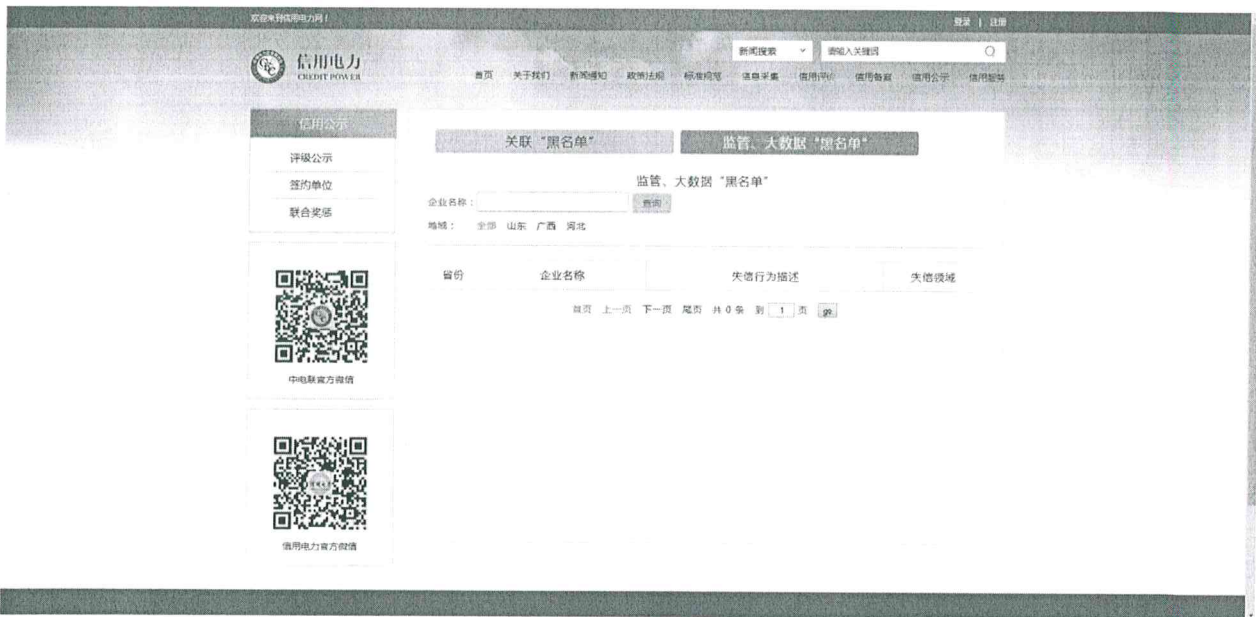 欢迎来到信用电力网！
登录 | 注册
信用电力
CREDIT POWER
新闻搜索
请输入关键词
首页 关于我们 新闻通知 政策法规 标准规范 信息采集 信用评价 信用备案 信用公示 信用服务
信用公示
评级公示
签约单位
联合奖惩
关联“黑名单”
监管、大数据“黑名单”
监管、大数据“黑名单”
企业名称： 查询
地域： 全部 山东 广西 河北
省份 企业名称 失信行为描述 失信领域
首页 上一页 下一页 尾页 共 0 条 到 1 页 go
中电联官方微信
信用电力官方微信